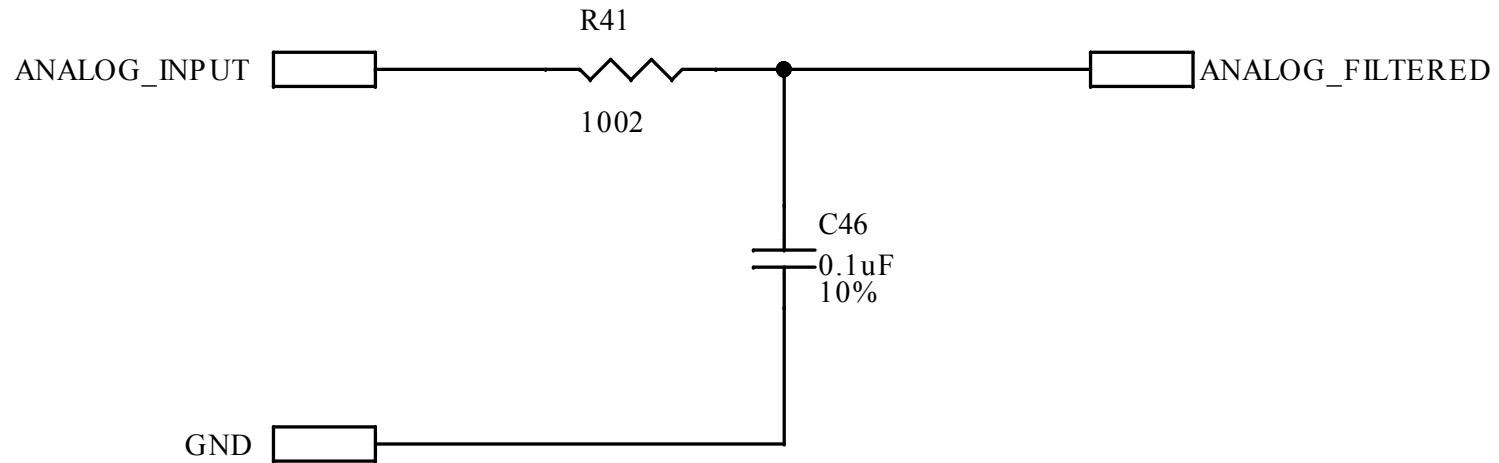 R41
ANALOG_INPUT
ANALOG_FILTERED
1002
C46
0.1uF
10%
GND